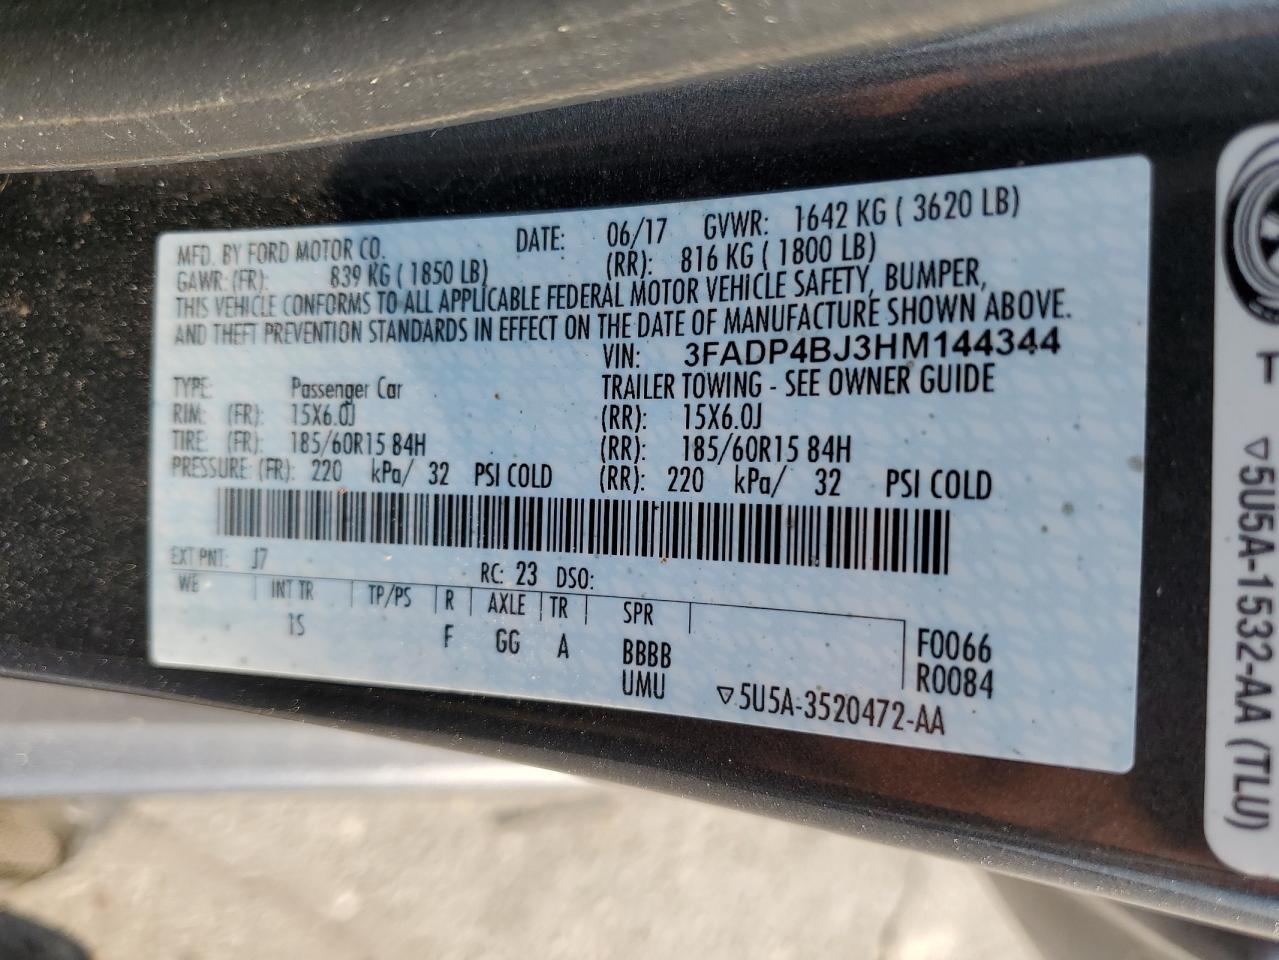 MFD. BY FORD MOTOR CO. DATE: 06/17 GVWR: 1642 KG ( 3620 LB)
GAWR: (FR): 839 KG ( 1850 LB) (RR): 816 KG ( 1800 LB)
THIS VEHICLE CONFORMS TO ALL APPLICABLE FEDERAL MOTOR VEHICLE SAFETY, BUMPER,
AND THEFT PREVENTION STANDARDS IN EFFECT ON THE DATE OF MANUFACTURE SHOWN ABOVE.
VIN: 3FADP4BJ3HM144344
TYPE: Passenger Car TRAILER TOWING - SEE OWNER GUIDE
RIM: (FR): 15X6.0J (RR): 15X6.0J
TIRE: (FR): 185/60R15 84H (RR): 185/60R15 84H
PRESSURE: (FR): 220 kPa/ 32 PSI COLD (RR): 220 kPa/ 32 PSI COLD
EXT PNT: J7 RC: 23 DSO:
WB INT TR TP/PS R AXLE TR SPR
1S F GG A BBBB F0066
UMU R0084
▽5U5A-3520472-AA
T
▽5U5A-1532-AA (TLU)